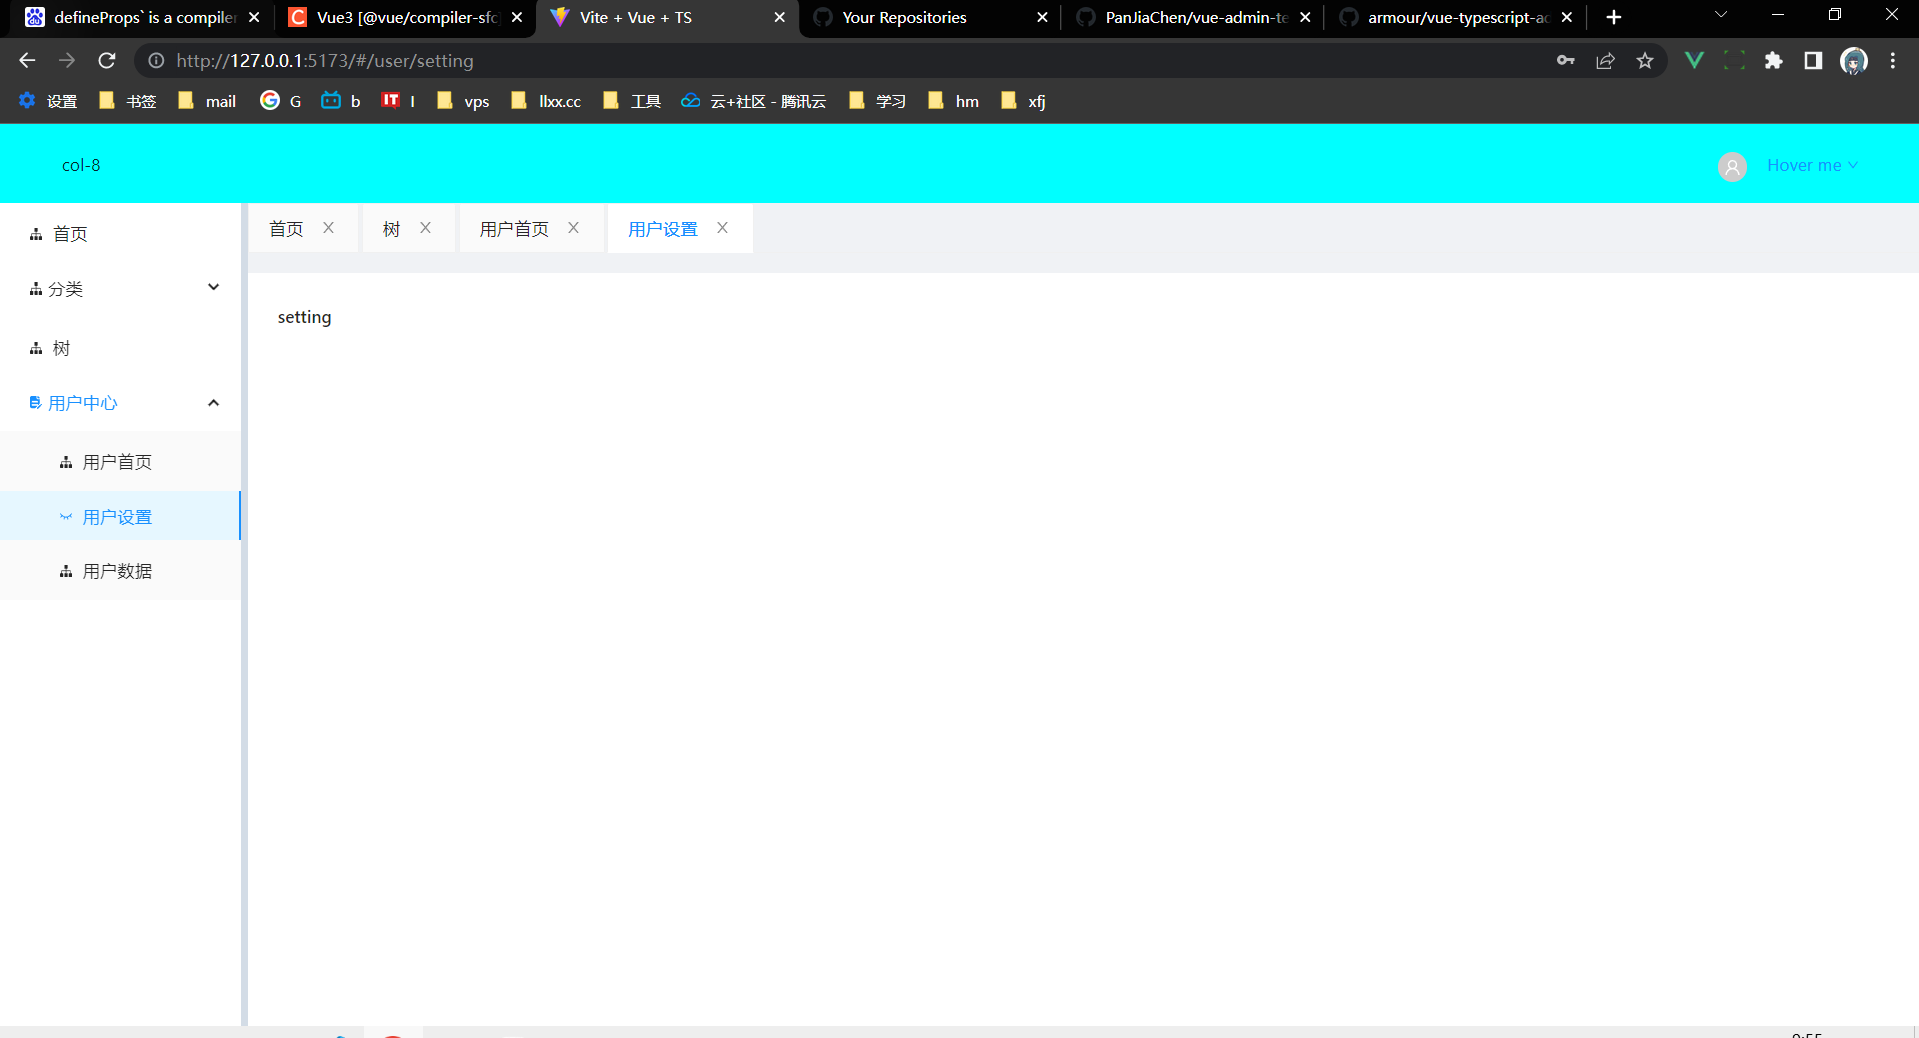 defineProps` is a compiler
Vue3 [@vue/compiler-sfc]
Vite + Vue + TS
Your Repositories
PanJiaChen/vue-admin-te
armour/vue-typescript-ad
http://127.0.0.1:5173/#/user/setting
设置
书签
mail
G
b
IT
I
vps
llxx.cc
工具
云+社区 - 腾讯云
学习
hm
xfj
col-8
Hover me
首页
分类
树
用户中心
用户首页
用户设置
用户数据
首页
树
用户首页
用户设置
setting